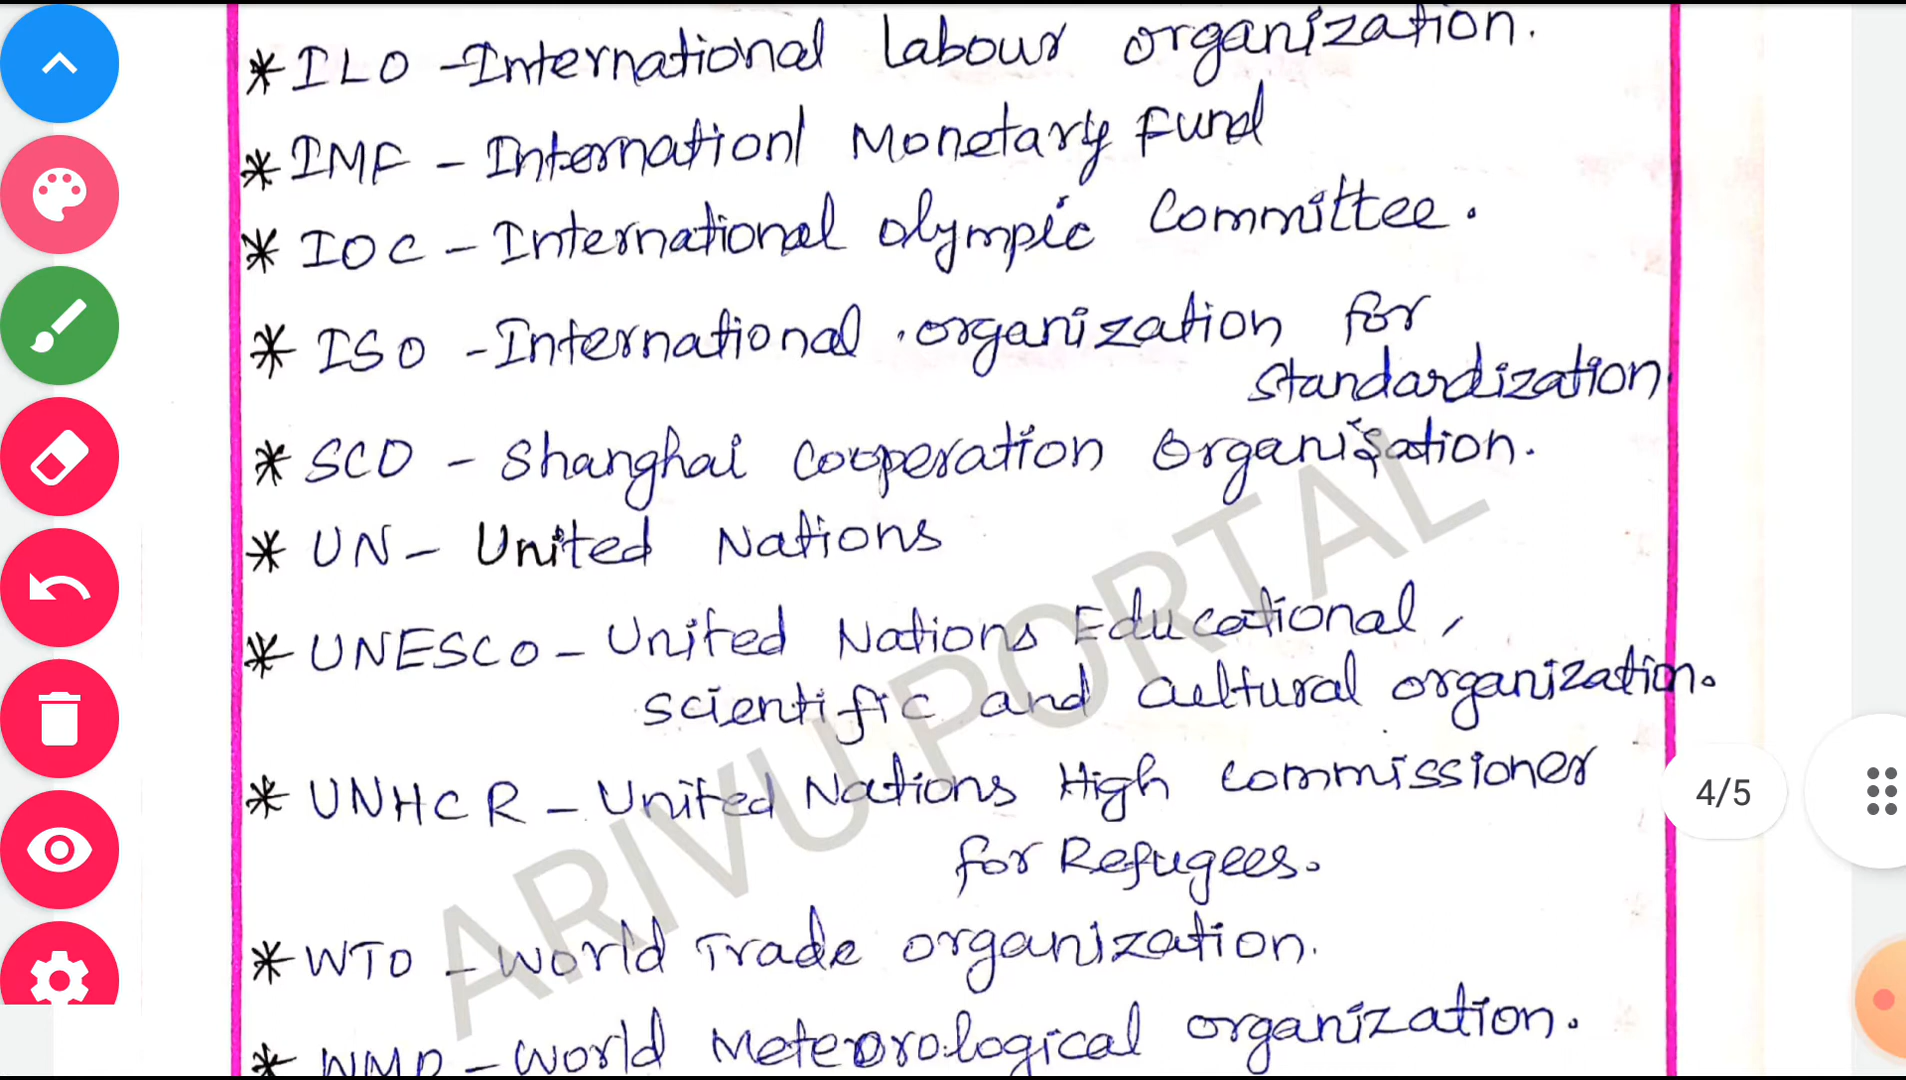 * ILO - International Labour organization.
* IMF - Internationl Monetary Fund
* IOC - International olympic Committee.
* ISO - International organization for
standardization
* SCO - Shanghai Cooperation Organisation.
* UN - United Nations
* UNESCO - United Nations Educational,
scientific and cultural organization.
* UNHCR - United Nations High commissioner
for Refugees.
4/5
* WTO - World Trade organization.
* WMO - World Meteorological organization.
ARIVU PORTAL